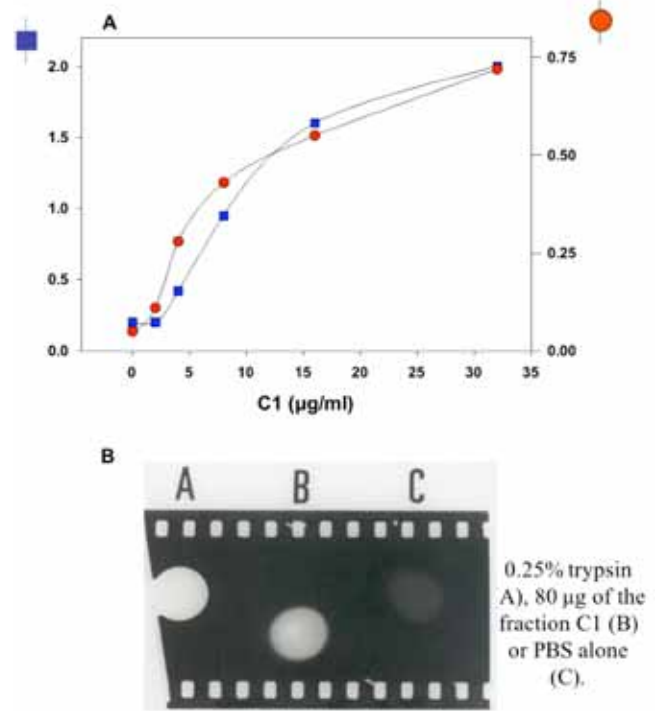 A
2.0
1.5
1.0
0.5
0.0
0.75
0.50
0.25
0.00
0 5 10 15 20 25 30 35
C1 (µg/ml)
B
A B C
0.25% trypsin
A), 80 µg of the
fraction C1 (B)
or PBS alone
(C).